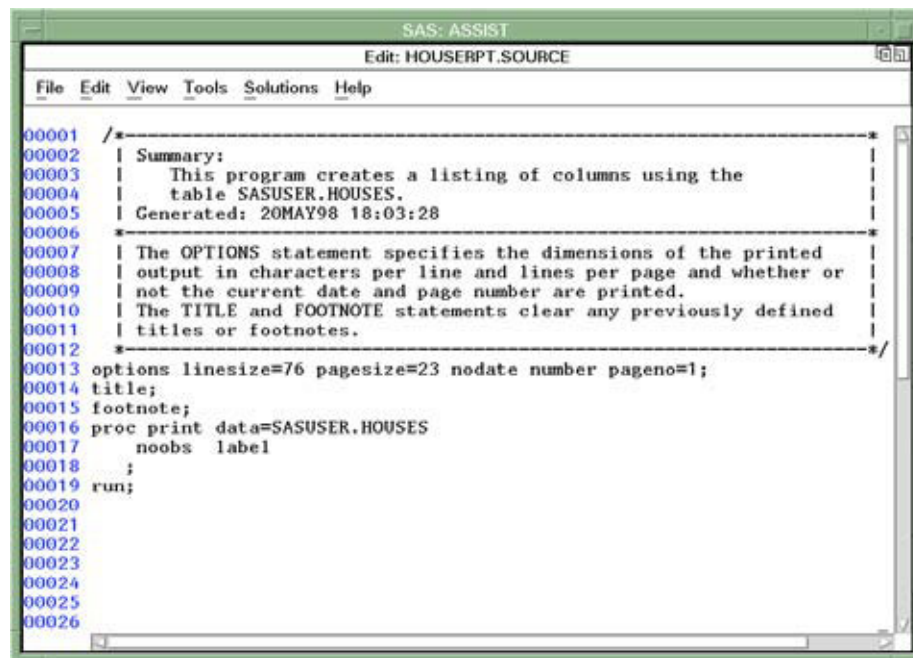 SAS: ASSIST
Edit: HOUSERPT.SOURCE
File Edit View Tools Solutions Help
00001 /*------------------------------------------------------------------*
00002 | Summary: |
00003 | This program creates a listing of columns using the |
00004 | table SASUSER.HOUSES. |
00005 | Generated: 20MAY98 18:03:28 |
00006 *------------------------------------------------------------------*
00007 | The OPTIONS statement specifies the dimensions of the printed |
00008 | output in characters per line and lines per page and whether or |
00009 | not the current date and page number are printed. |
00010 | The TITLE and FOOTNOTE statements clear any previously defined |
00011 | titles or footnotes. |
00012 *------------------------------------------------------------------*/
00013 options linesize=76 pagesize=23 nodate number pageno=1;
00014 title;
00015 footnote;
00016 proc print data=SASUSER.HOUSES
00017 noobs label
00018 ;
00019 run;
00020
00021
00022
00023
00024
00025
00026